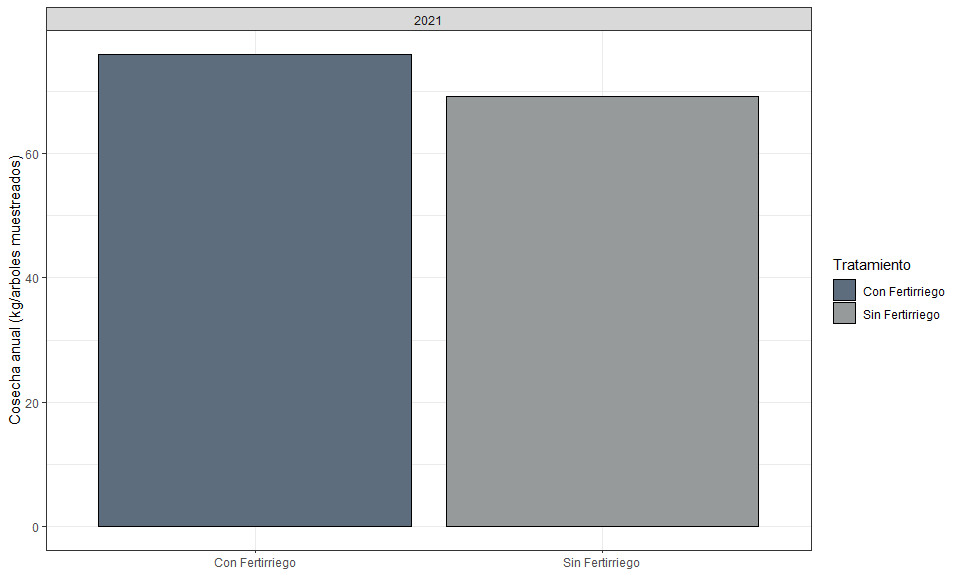 2021
Cosecha anual (kg/arboles muestreados)
60
40
20
0
Con Fertirriego
Sin Fertirriego
Tratamiento
Con Fertirriego
Sin Fertirriego